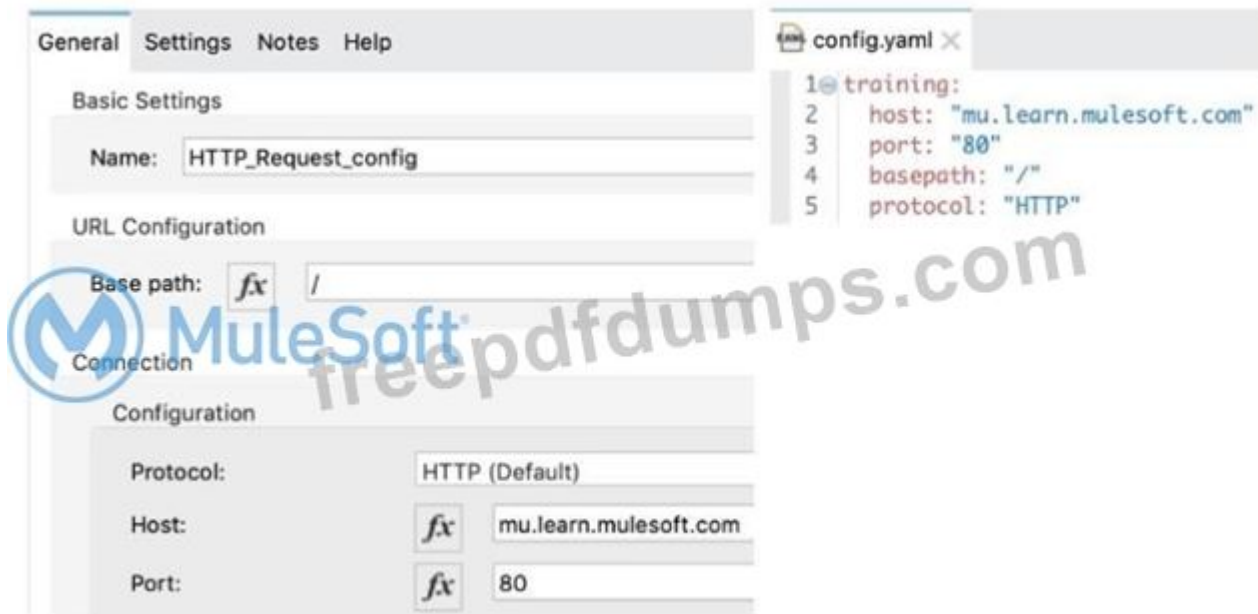 General Settings Notes Help
Basic Settings
Name: HTTP_Request_config
URL Configuration
Base path: fx /
MuleSoft
Connection
Configuration
Protocol: HTTP (Default)
Host: fx mu.learn.mulesoft.com
Port: fx 80
config.yaml
1 training:
2 host: "mu.learn.mulesoft.com"
3 port: "80"
4 basepath: "/"
5 protocol: "HTTP"
freepdfdumps.com